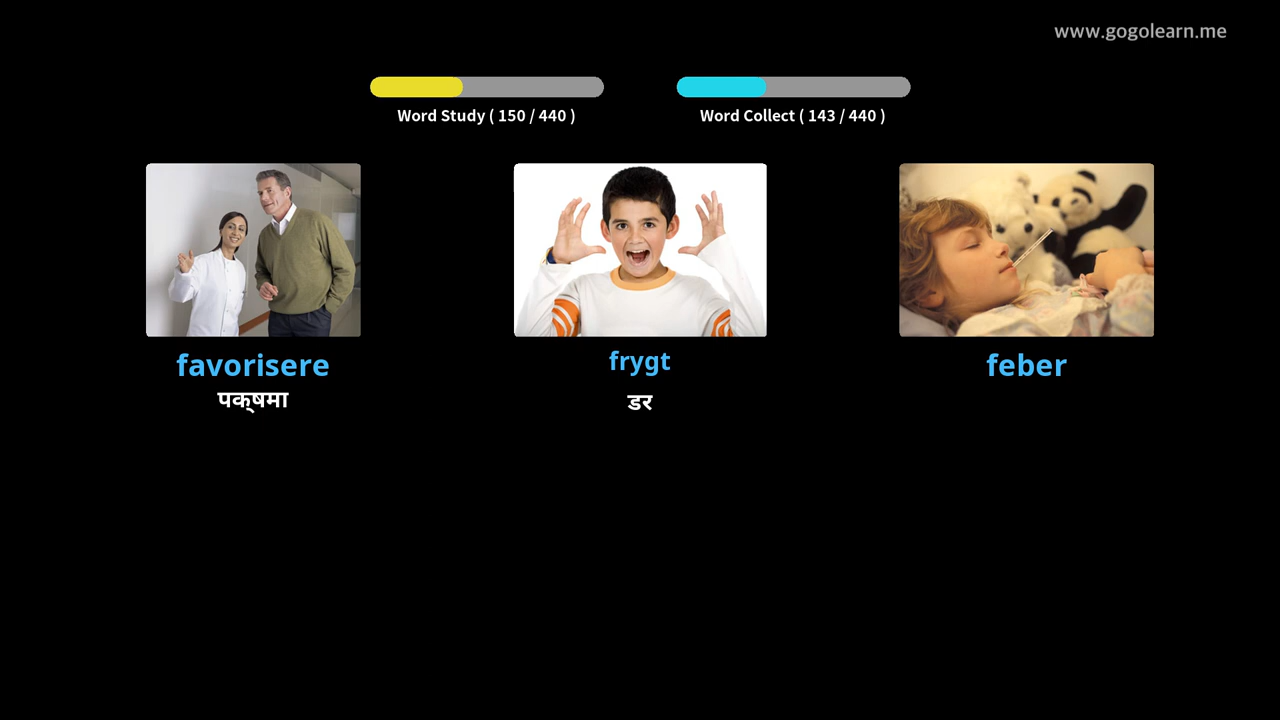 www.gogolearn.me
Word Study ( 150 / 440 )
Word Collect ( 143 / 440 )
favorisere
पक्षमा
frygt
डर
feber